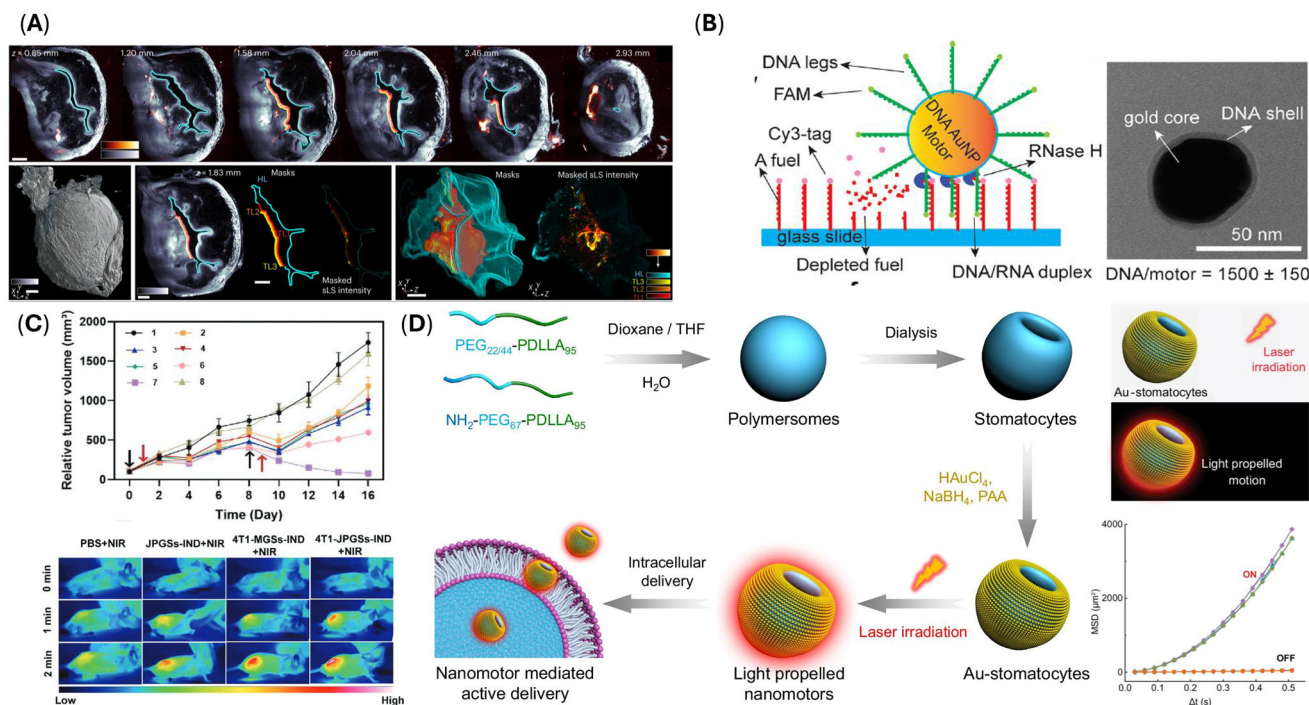 (A)
z = 0.85 mm
1.20 mm
1.58 mm
2.04 mm
2.46 mm
2.93 mm
z = 1.83 mm
Masks
HL
TL2
TL1
TL3
Masked
sLS intensity
Masks
Masked sLS intensity
HL
TL3
TL2
TL1
X Y
Z
X Y
Z
X Y
Z
(B)
DNA legs
FAM
Cy3-tag
A fuel
DNA AuNP
Motor
RNase H
glass slide
Depleted fuel
DNA/RNA duplex
gold core
DNA shell
50 nm
DNA/motor = 1500 ± 150
(C)
Relative tumor volume (mm³)
2000
1500
1000
500
0
1
2
3
4
5
6
7
8
0
2
4
6
8
10
12
14
16
Time (Day)
PBS+NIR
JPGSs-IND+NIR
4T1-MGSs-IND
+NIR
4T1-JPGSs-IND
+NIR
0 min
1 min
2 min
Low
High
(D)
PEG22/44-PDLLA95
NH2-PEG67-PDLLA95
Dioxane / THF
H2O
Polymersomes
Dialysis
Stomatocytes
HAuCl4,
NaBH4, PAA
Au-stomatocytes
Laser irradiation
Light propelled
nanomotors
Intracellular
delivery
Nanomotor mediated
active delivery
Au-stomatocytes
Laser
irradiation
Light propelled
motion
MSD (μm²)
4000
2000
0
ON
OFF
0.0
0.1
0.2
0.3
0.4
0.5
Δt (s)